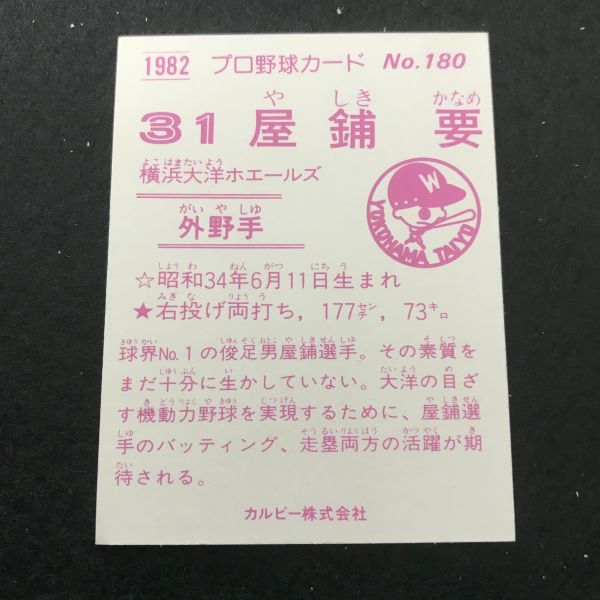 1982 プロ野球カード No.180
や しき かなめ
31 屋鋪 要
よこはまたいよう
横浜大洋ホエールズ
がいやしゅ
外野手
W
YOKOHAMA TAIYO
しょうわ ねん がつ にちう
☆昭和34年6月11日生まれ
みぎな りょうう
★右投げ両打ち，177センチ，73キロ
きゅうかい しゅんそくおとこやしきせんしゅ そしつ
球界No.1の俊足男屋鋪選手。その素質を
じゅうぶん い たいよう め
まだ十分に生かしていない。大洋の目ざ
きどうりょくやきゅう じつげん やしきせん
す機動力野球を実現するために、屋鋪選
しゅ そうるいりょうほう かつやく き
手のバッティング、走塁両方の活躍が期
たい
待される。
カルビー株式会社